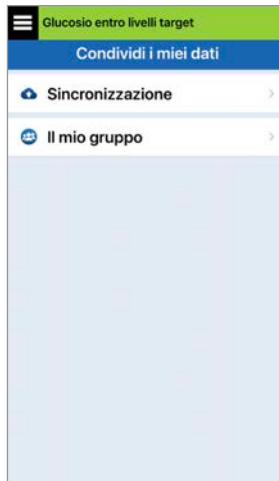 Glucosio entro livelli target
Condividi i miei dati
Sincronizzazione
Il mio gruppo